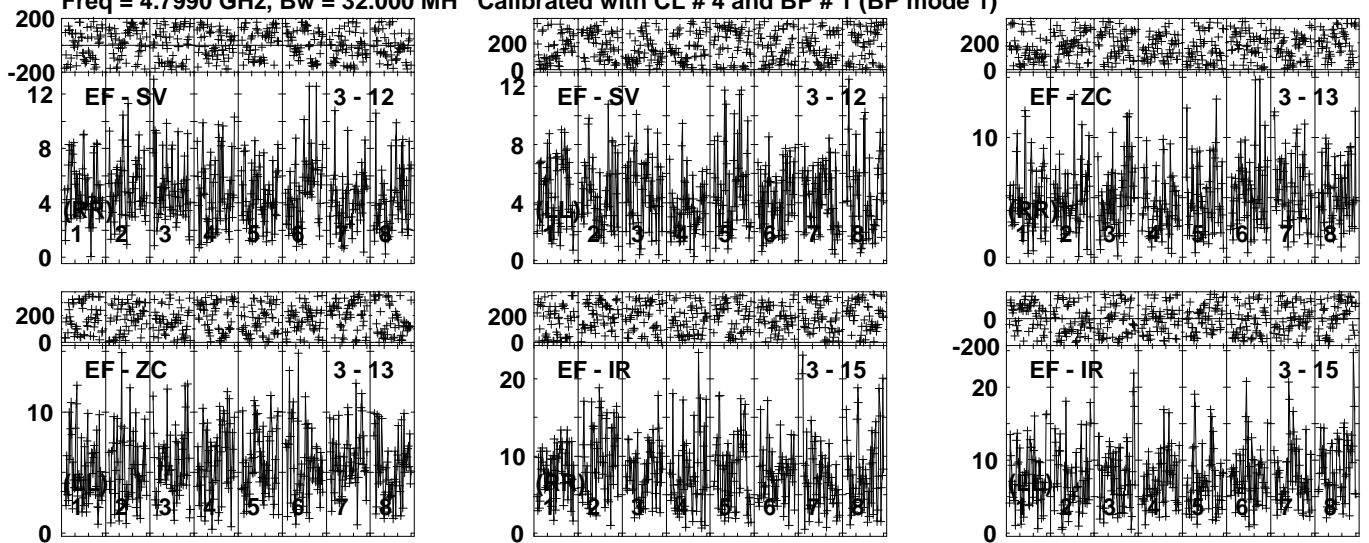 Freq = 4.7990 GHz, Bw = 32.000 MH Calibrated with CL # 4 and BP # 1 (BP mode 1)
200
-200
12
8
4
0
EF - SV
3 - 12
(RR)
1 2 3 4 5 6 7 8
200
0
12
8
4
0
EF - SV
3 - 12
(LL)
1 2 3 4 5 6 7 8
200
0
10
0
EF - ZC
3 - 13
(RR)
1 2 3 4 5 6 7 8
200
0
10
0
EF - ZC
3 - 13
(LL)
1 2 3 4 5 6 7 8
200
0
20
10
0
EF - IR
3 - 15
(RR)
1 2 3 4 5 6 7 8
0
-200
20
10
0
EF - IR
3 - 15
(LL)
1 2 3 4 5 6 7 8